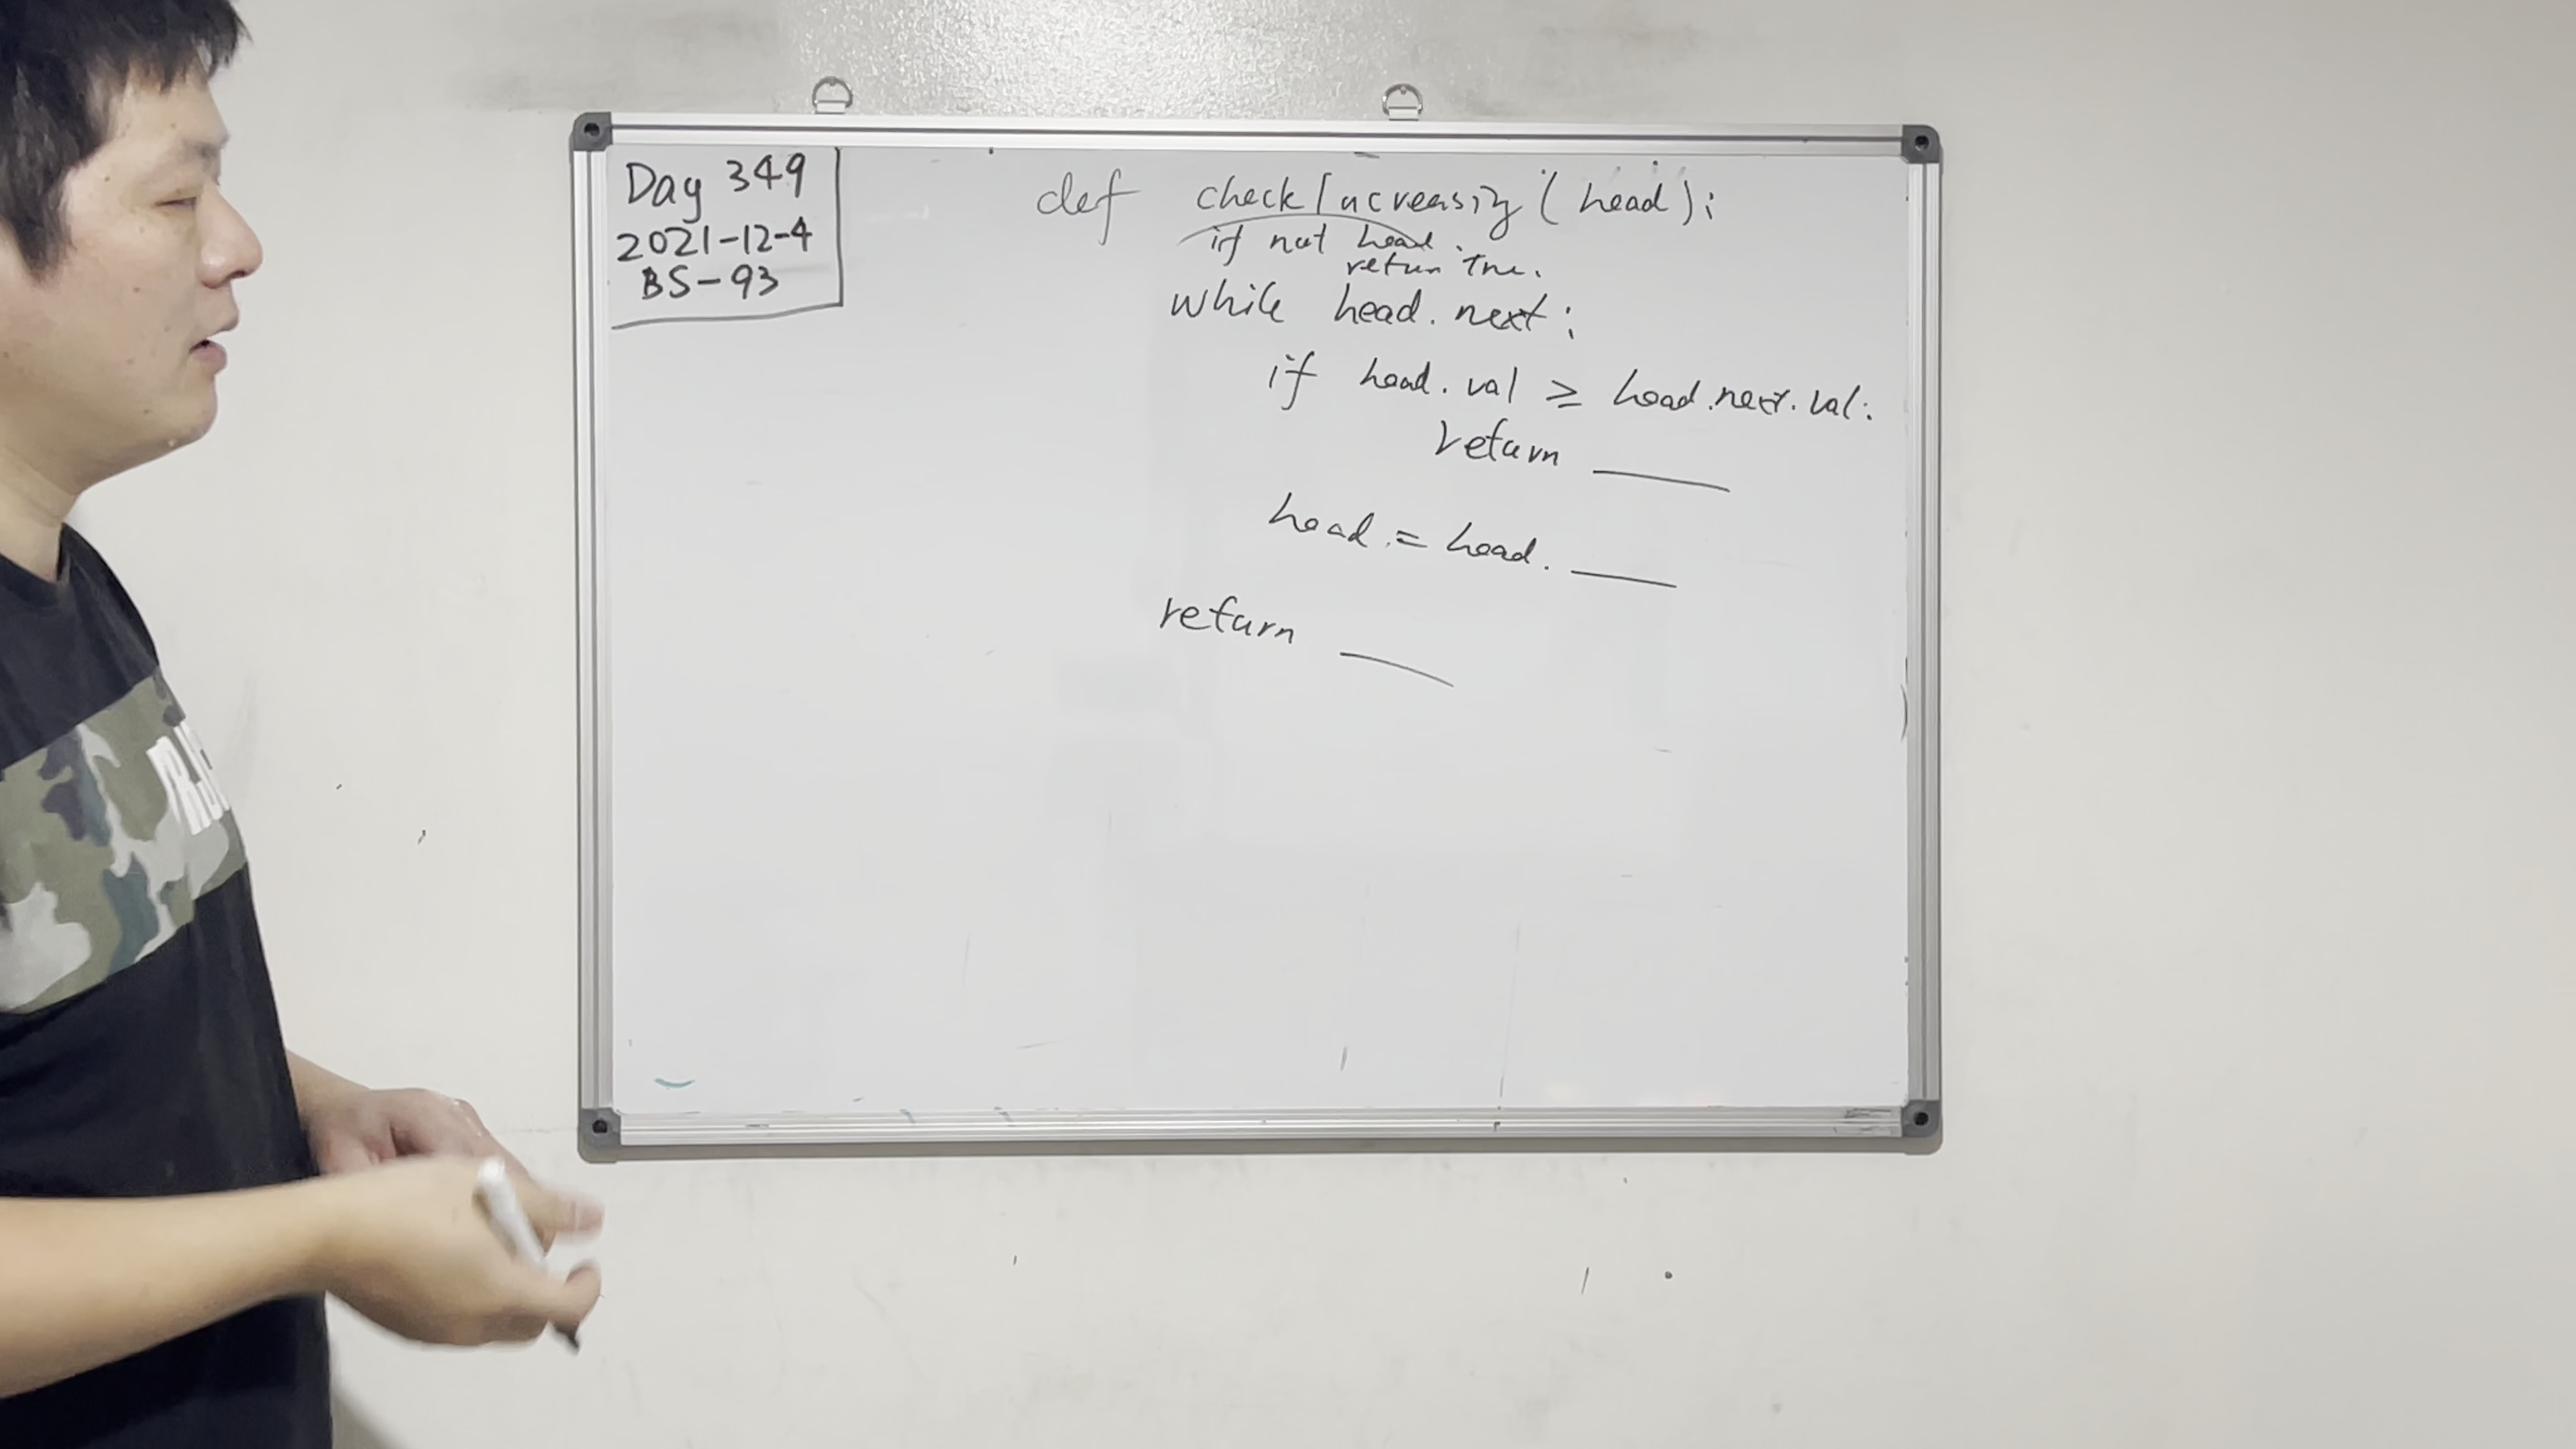 Day 349
2021-12-4
BS-93
def checkIncreasing(head):
if not head.
return True.
while head.next:
if head.val ≥ head.next.val:
return ____
head = head. ____
return ____